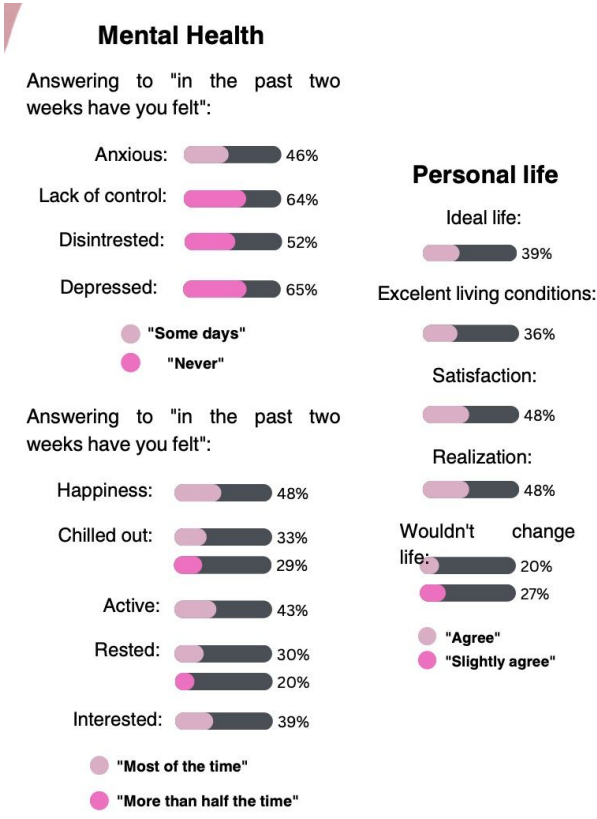 Mental Health
Answering to "in the past two
weeks have you felt":
Anxious: 46%
Lack of control: 64%
Disintrested: 52%
Depressed: 65%
"Some days"
"Never"
Answering to "in the past two
weeks have you felt":
Happiness: 48%
Chilled out: 33%
29%
Active: 43%
Rested: 30%
20%
Interested: 39%
"Most of the time"
"More than half the time"
Personal life
Ideal life:
39%
Excelent living conditions:
36%
Satisfaction:
48%
Realization:
48%
Wouldn't change
life:
20%
27%
"Agree"
"Slightly agree"